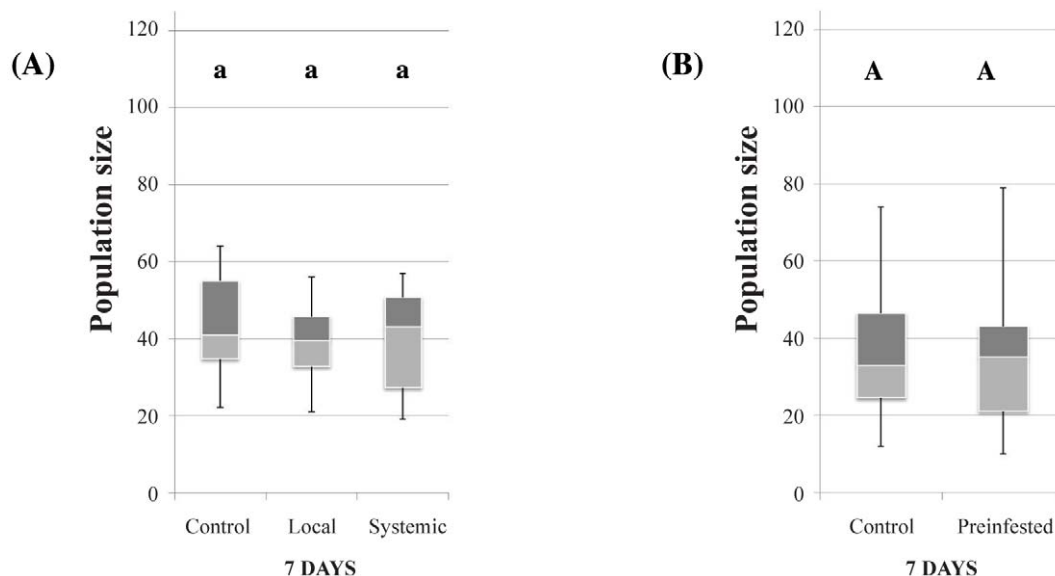 (A)
Population size
120
100
80
60
40
20
0
a a a
Control Local Systemic
7 DAYS
(B)
Population size
120
100
80
60
40
20
0
A A
Control Preinfested
7 DAYS